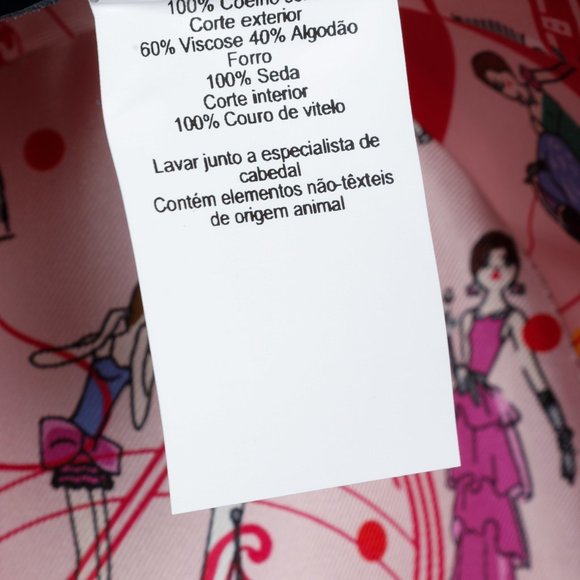 100% Coelho
Corte exterior
60% Viscose 40% Algodão
Forro
100% Seda
Corte interior
100% Couro de vitelo
Lavar junto a especialista de
cabedal
Contém elementos não-têxteis
de origem animal